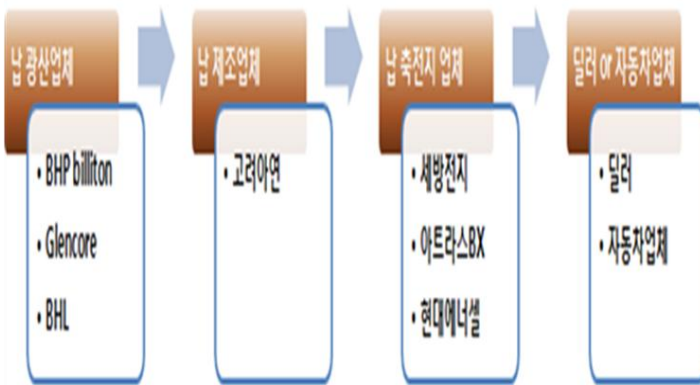 납 광산업체
• BHP billiton
• Glencore
• BHL
납 제조업체
• 고려아연
납 축전지 업체
• 세방전지
• 아트라스BX
• 현대에너셀
딜러 or 자동차업체
• 딜러
• 자동차업체